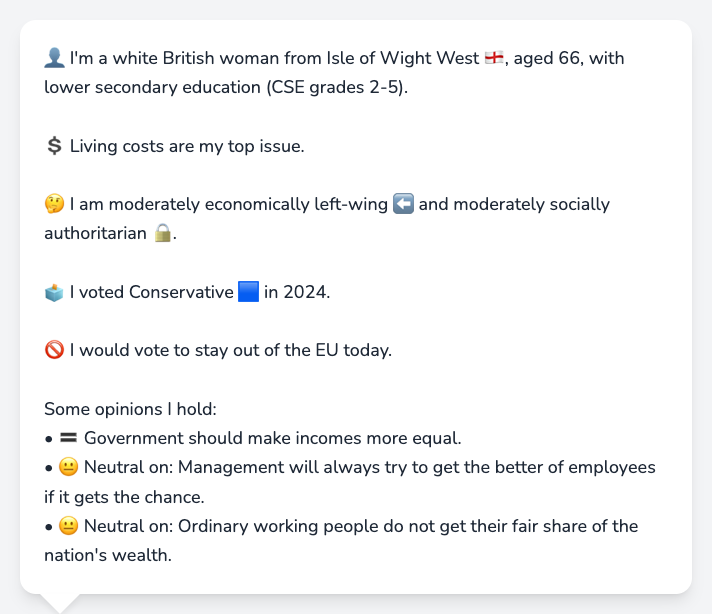 👤 I'm a white British woman from Isle of Wight West 🏴󠁧󠁢󠁥󠁮󠁧󠁿, aged 66, with
lower secondary education (CSE grades 2-5).
💲 Living costs are my top issue.
🤔 I am moderately economically left-wing ⬅️ and moderately socially
authoritarian 🔒.
🗳️ I voted Conservative 🟦 in 2024.
🚫 I would vote to stay out of the EU today.
Some opinions I hold:
• 🟰 Government should make incomes more equal.
• 😐 Neutral on: Management will always try to get the better of employees
if it gets the chance.
• 😐 Neutral on: Ordinary working people do not get their fair share of the
nation's wealth.